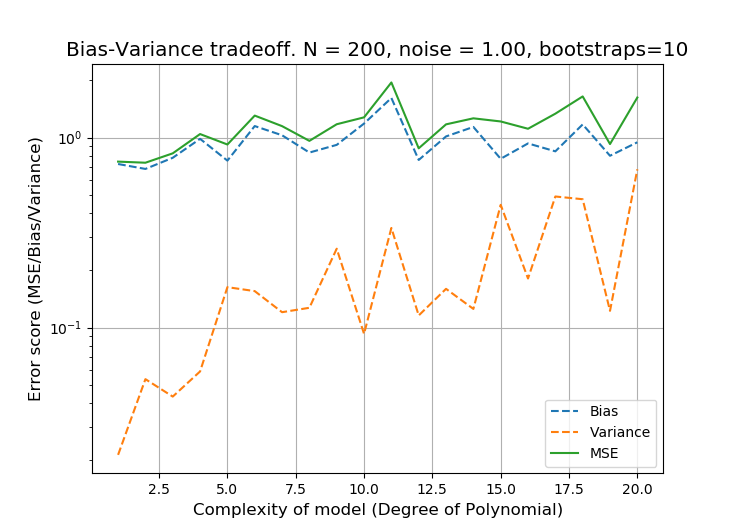 Bias-Variance tradeoff. N = 200, noise = 1.00, bootstraps=10
Error score (MSE/Bias/Variance)
10⁰
10⁻¹
Bias
Variance
MSE
2.5 5.0 7.5 10.0 12.5 15.0 17.5 20.0
Complexity of model (Degree of Polynomial)